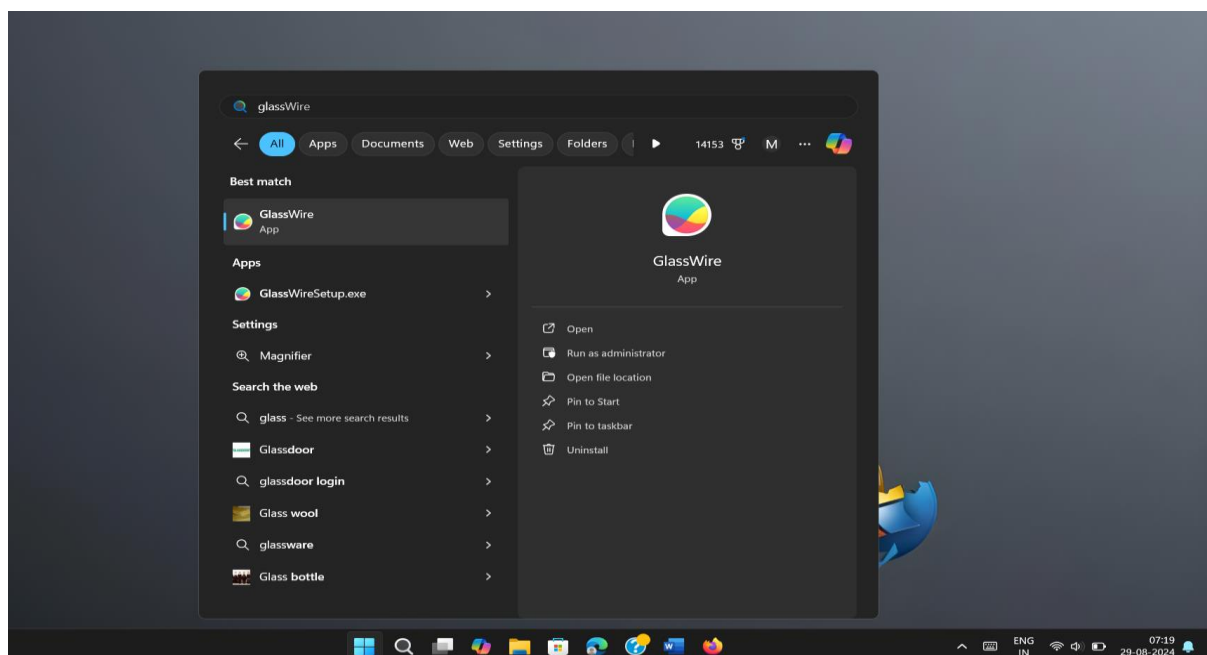 glassWire
All Apps Documents Web Settings Folders 14153 M ...
Best match
GlassWire
App
Apps
GlassWireSetup.exe
Settings
Magnifier
Search the web
glass - See more search results
Glassdoor
glassdoor login
Glass wool
glassware
Glass bottle
GlassWire
App
Open
Run as administrator
Open file location
Pin to Start
Pin to taskbar
Uninstall
ENG
IN
07:19
29-08-2024